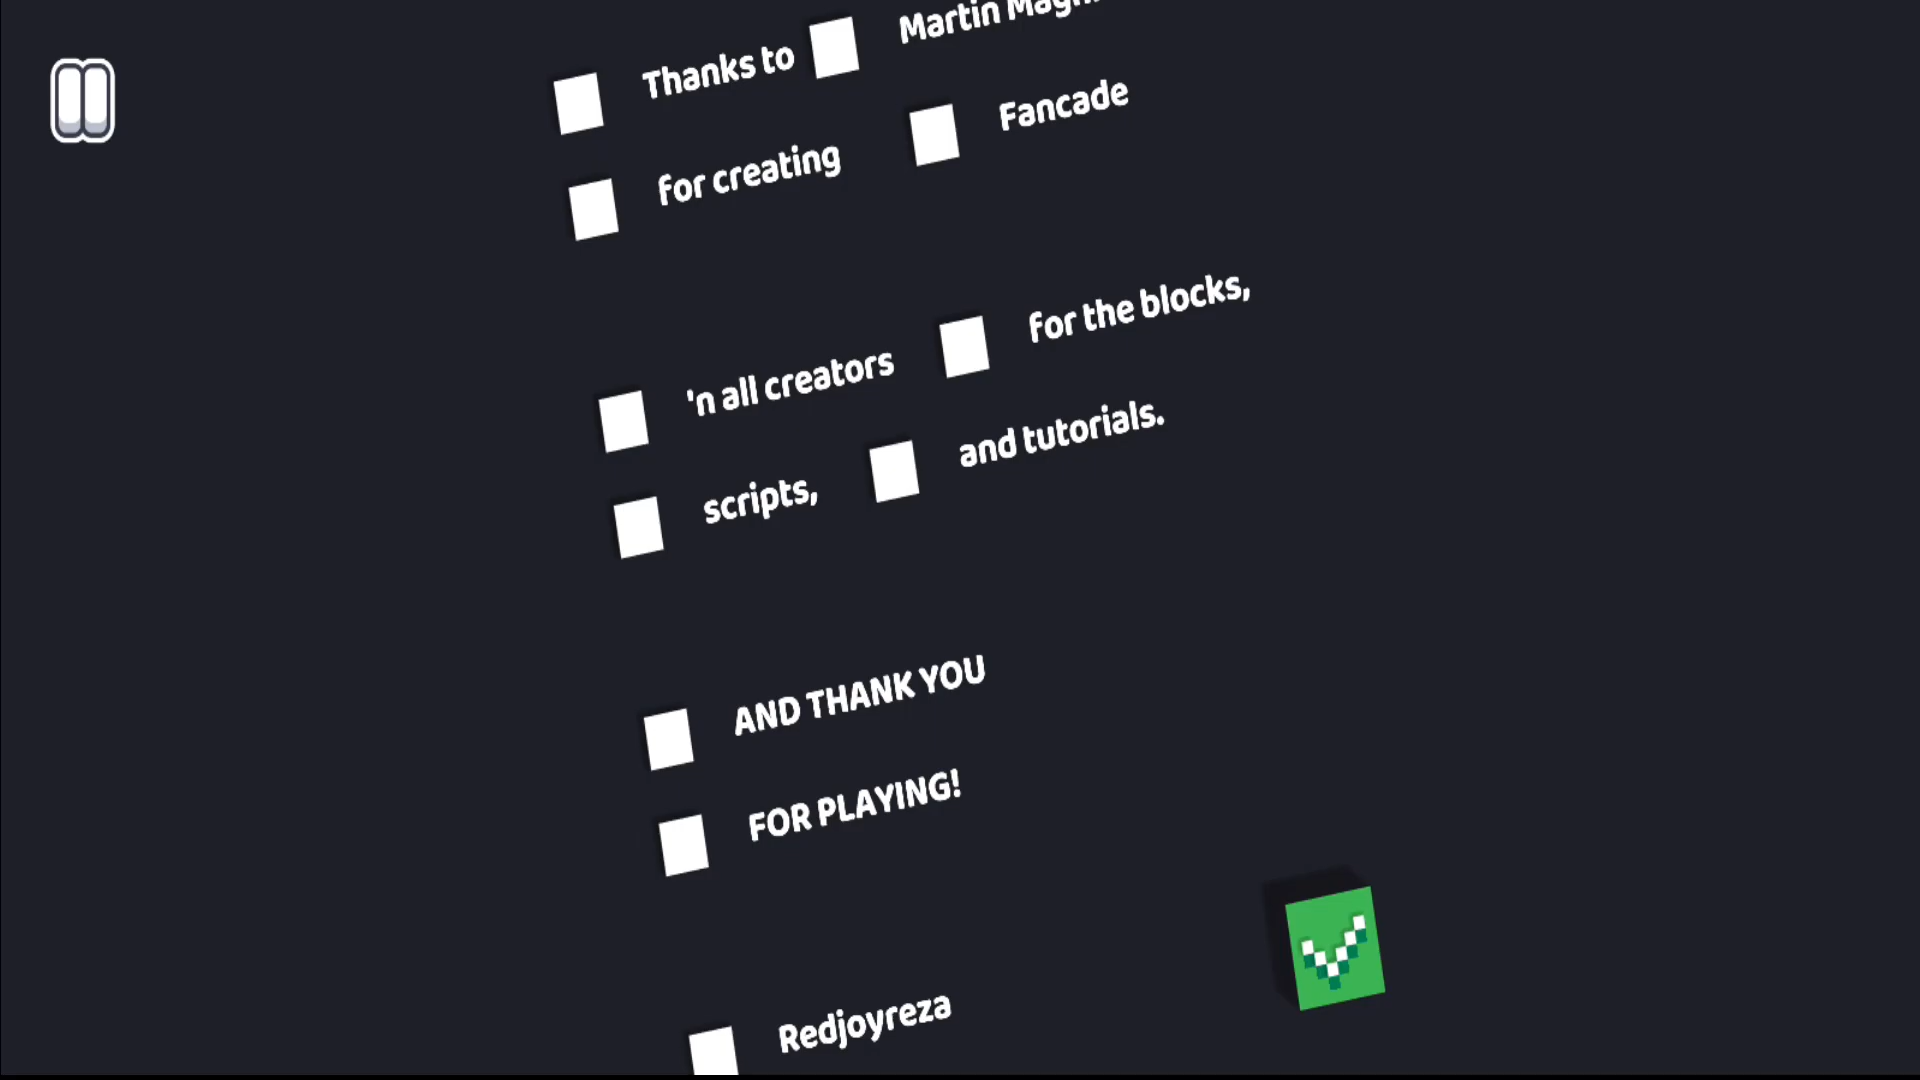 Thanks to Martin
for creating Fancade
'n all creators for the blocks,
scripts, and tutorials.
AND THANK YOU
FOR PLAYING!
Redjoyreza